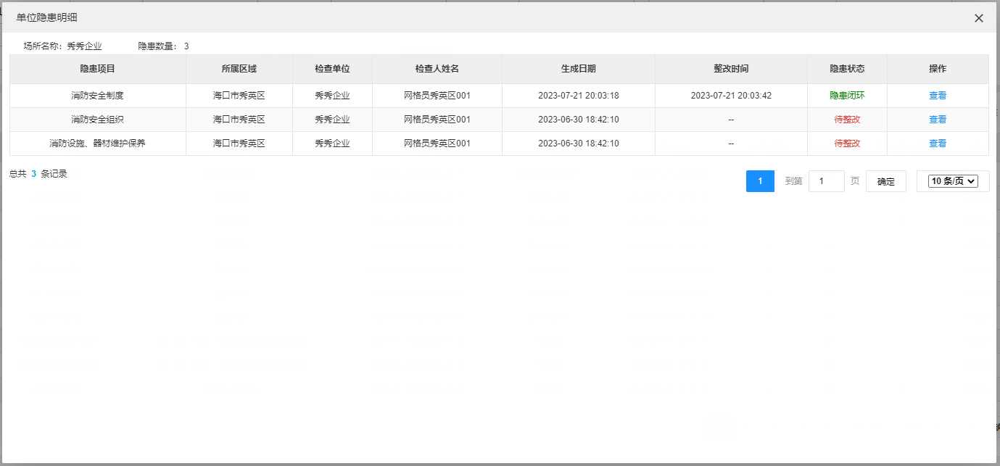 单位隐患明细
场所名称：秀秀企业 隐患数量： 3
隐患项目 所属区域 检查单位 检查人姓名 生成日期 整改时间 隐患状态 操作
消防安全制度 海口市秀英区 秀秀企业 网格员秀英区001 2023-07-21 20:03:18 2023-07-21 20:03:42 隐患闭环 查看
消防安全组织 海口市秀英区 秀秀企业 网格员秀英区001 2023-06-30 18:42:10 -- 待整改 查看
消防设施、器材维护保养 海口市秀英区 秀秀企业 网格员秀英区001 2023-06-30 18:42:10 -- 待整改 查看
总共 3 条记录 1 到第 1 页 确定 10 条/页